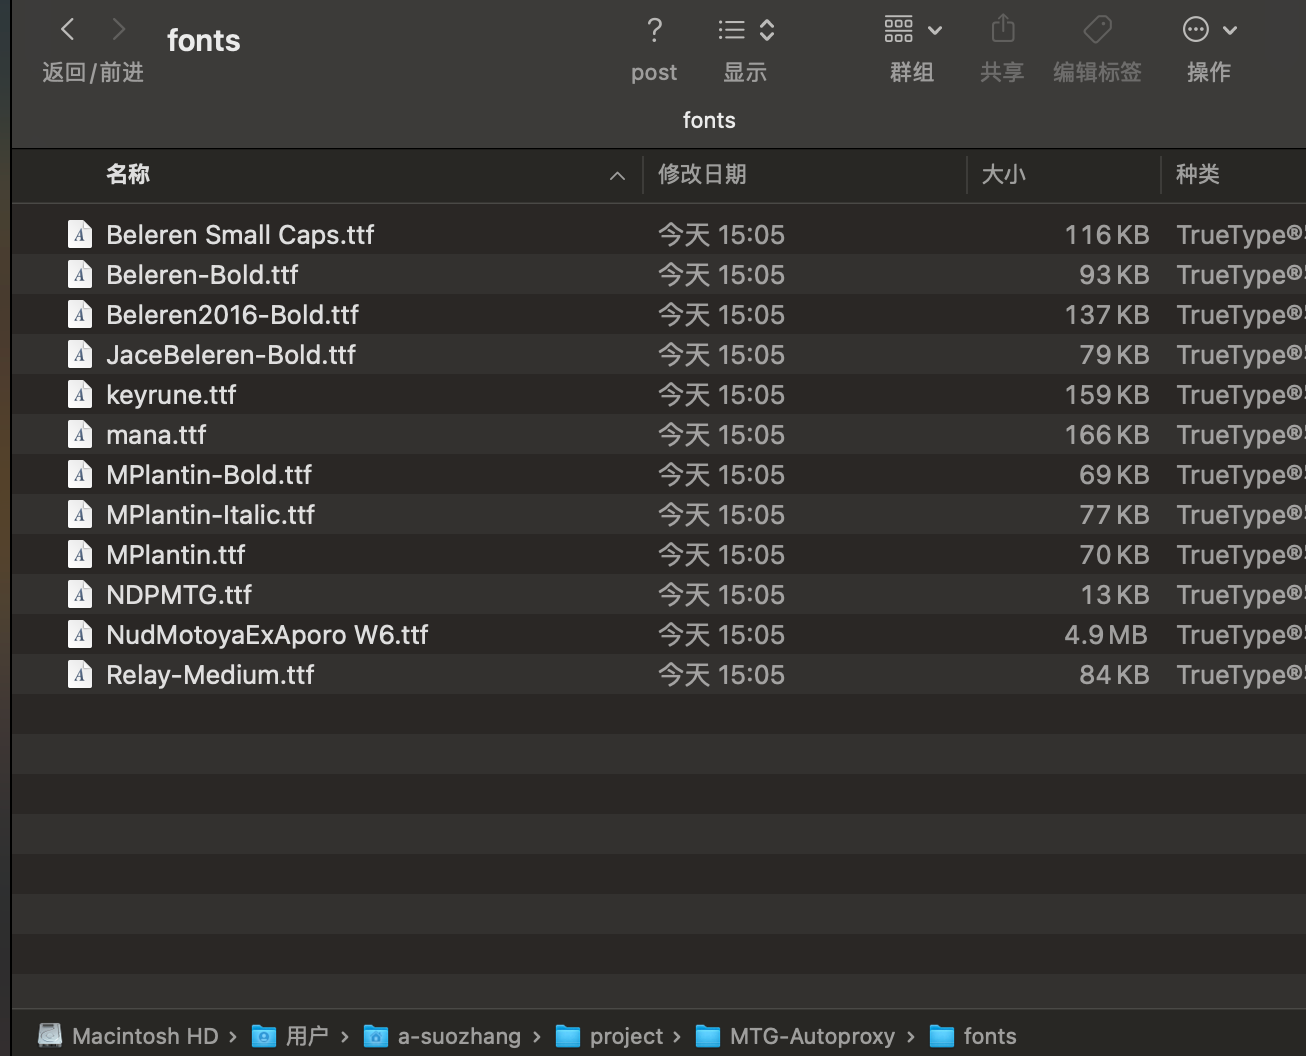 fonts
返回/前进
?
post
显示
群组
共享
编辑标签
操作
fonts
名称 修改日期 大小 种类
Beleren Small Caps.ttf 今天 15:05 116 KB TrueType®
Beleren-Bold.ttf 今天 15:05 93 KB TrueType®
Beleren2016-Bold.ttf 今天 15:05 137 KB TrueType®
JaceBeleren-Bold.ttf 今天 15:05 79 KB TrueType®
keyrune.ttf 今天 15:05 159 KB TrueType®
mana.ttf 今天 15:05 166 KB TrueType®
MPlantin-Bold.ttf 今天 15:05 69 KB TrueType®
MPlantin-Italic.ttf 今天 15:05 77 KB TrueType®
MPlantin.ttf 今天 15:05 70 KB TrueType®
NDPMTG.ttf 今天 15:05 13 KB TrueType®
NudMotoyaExAporo W6.ttf 今天 15:05 4.9 MB TrueType®
Relay-Medium.ttf 今天 15:05 84 KB TrueType®
Macintosh HD › 用户 › a-suozhang › project › MTG-Autoproxy › fonts